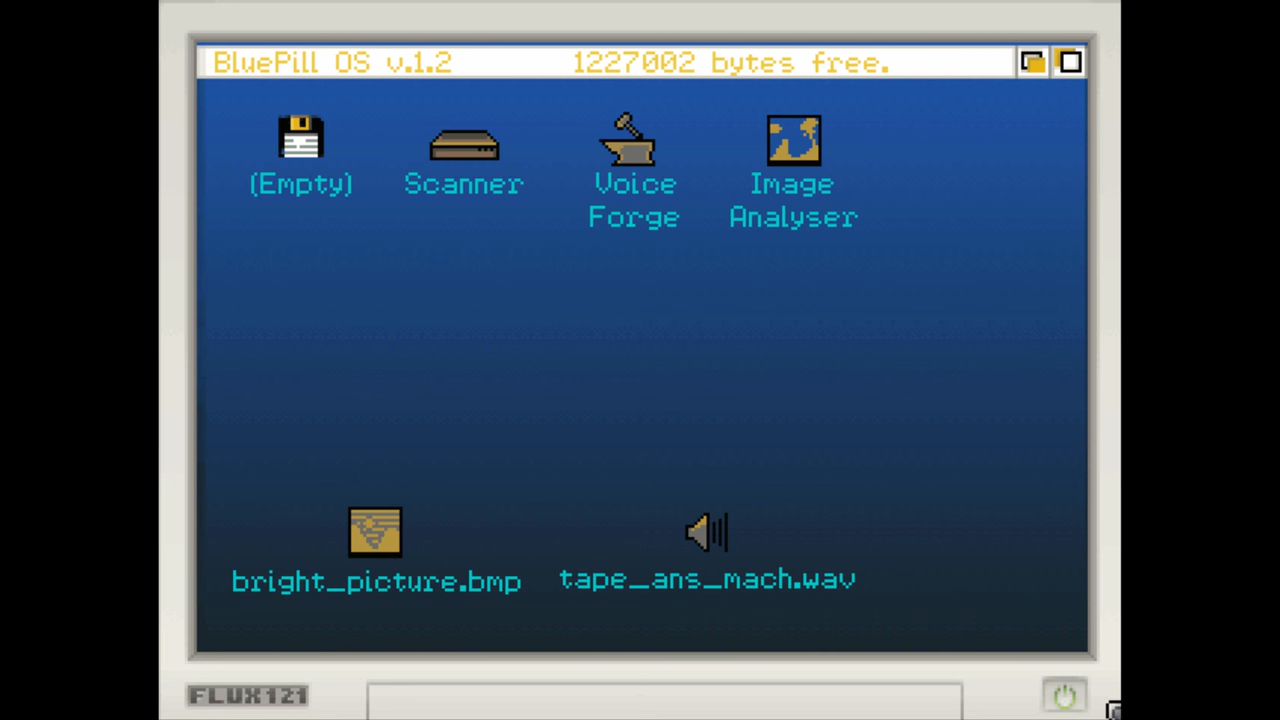 BluePill OS v.1.2 1227002 bytes free.
(Empty) Scanner Voice Image
Forge Analyser
bright_picture.bmp tape_ans_mach.wav
FLUX121